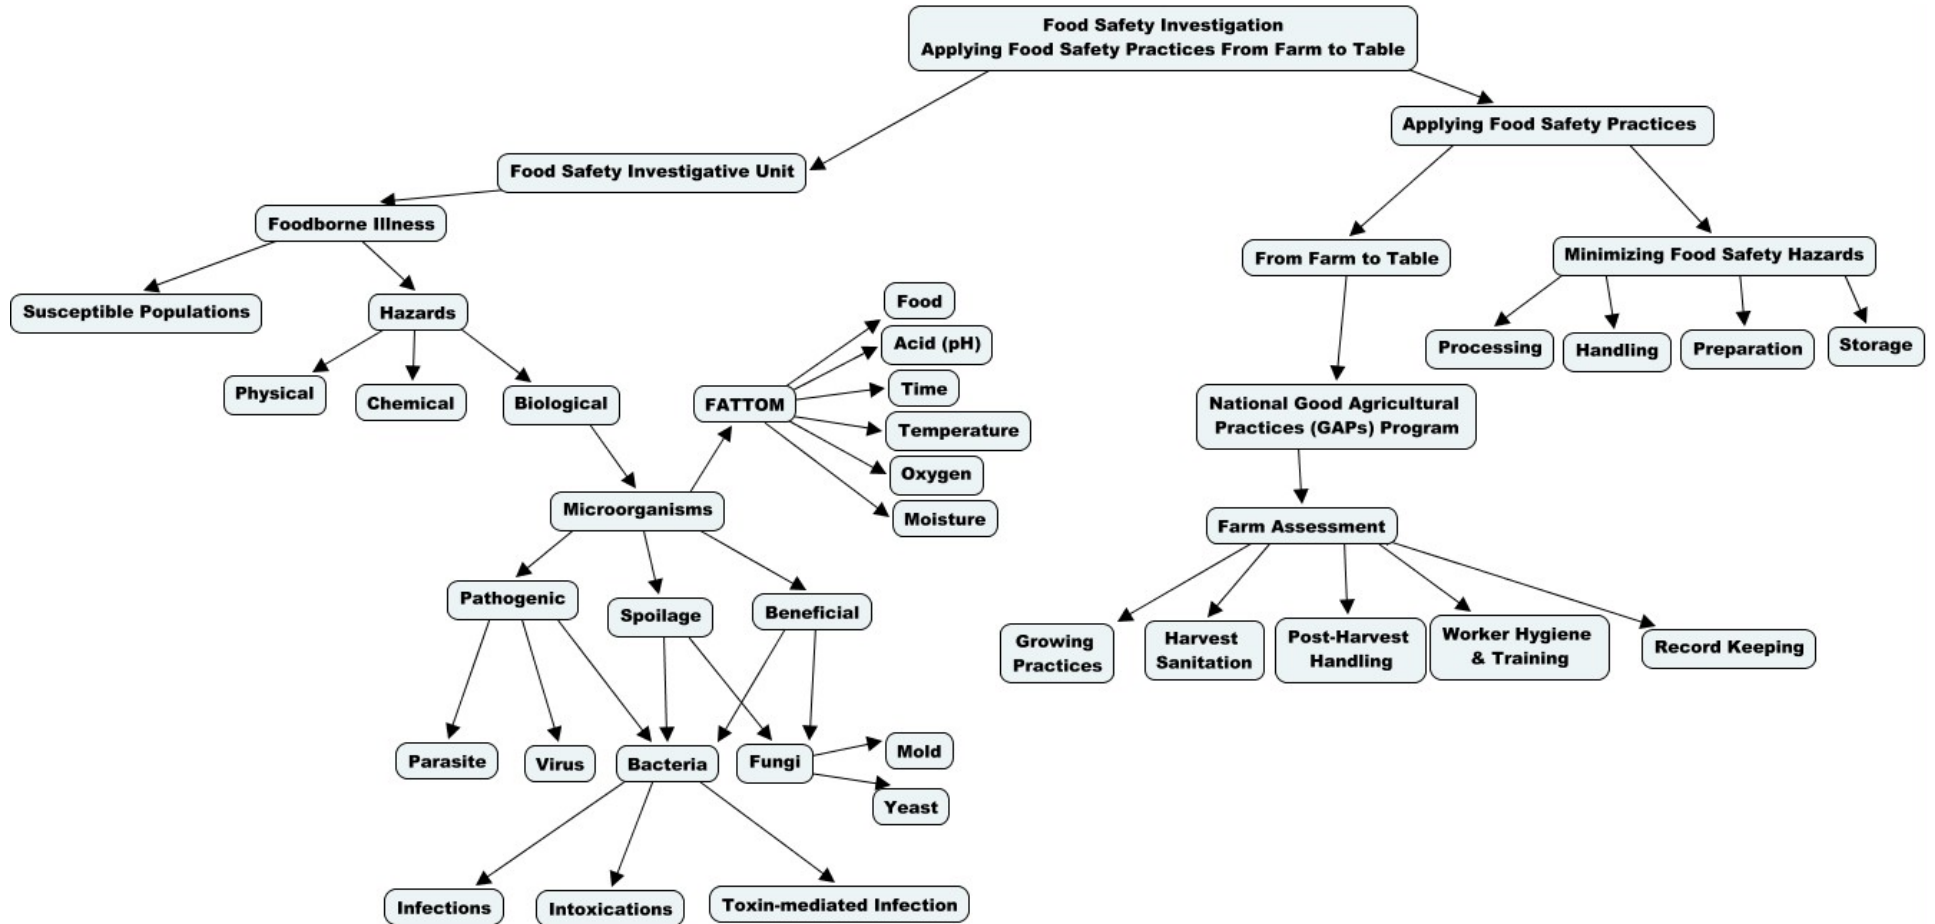 Food Safety Investigation
Applying Food Safety Practices From Farm to Table
Applying Food Safety Practices
Food Safety Investigative Unit
Foodborne Illness
From Farm to Table
Minimizing Food Safety Hazards
Susceptible Populations
Hazards
Food
Acid (pH)
Time
Temperature
Oxygen
Moisture
FATTOM
Processing
Handling
Preparation
Storage
Physical
Chemical
Biological
National Good Agricultural
Practices (GAPs) Program
Microorganisms
Farm Assessment
Pathogenic
Spoilage
Beneficial
Growing
Practices
Harvest
Sanitation
Post-Harvest
Handling
Worker Hygiene
& Training
Record Keeping
Parasite
Virus
Bacteria
Fungi
Mold
Yeast
Infections
Intoxications
Toxin-mediated Infection